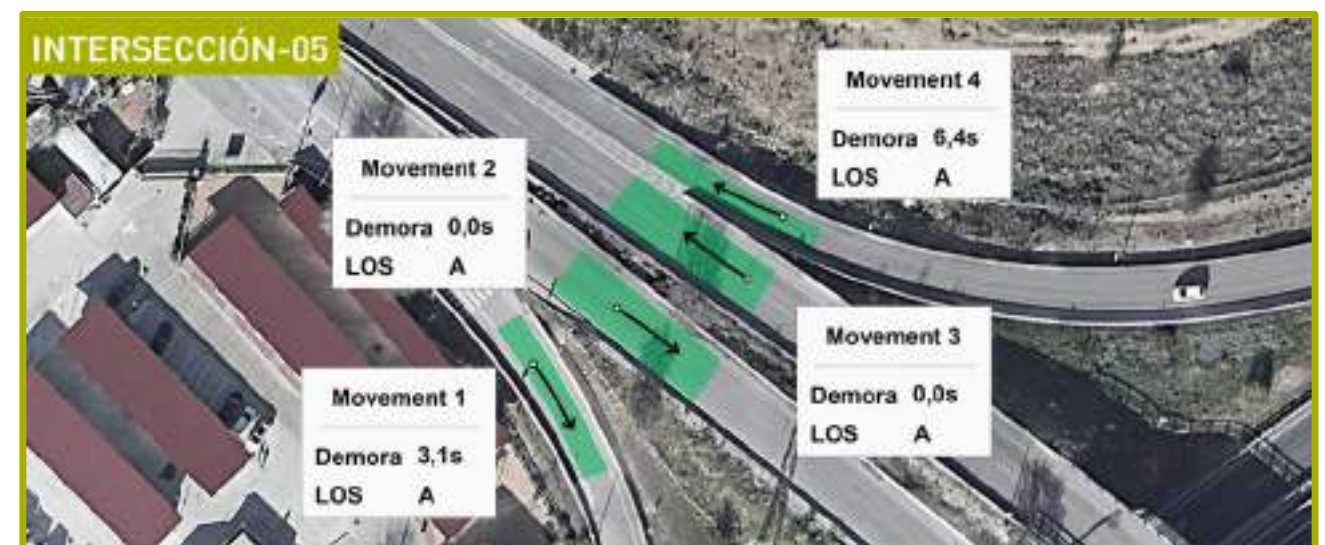 INTERSECCIÓN-05
Movement 4
Demora 6,4s
LOS A
Movement 2
Demora 0,0s
LOS A
Movement 3
Demora 0,0s
LOS A
Movement 1
Demora 3,1s
LOS A